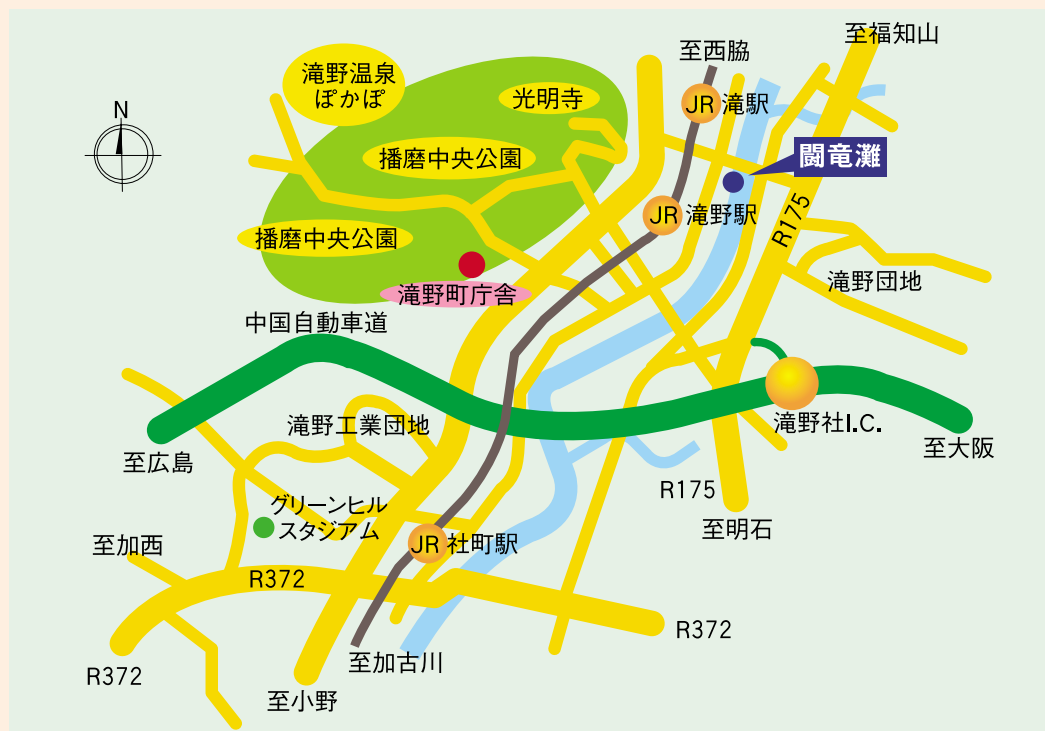 至福知山
至西脇
滝野温泉
ぽかぽ
光明寺
JR 滝駅
N
播磨中央公園
闘竜灘
JR 滝野駅
R175
播磨中央公園
滝野団地
滝野町庁舎
中国自動車道
滝野工業団地
滝野社I.C.
至大阪
至広島
R175
グリーンヒル
スタジアム
至明石
至加西
JR 社町駅
R372
R372
至加古川
R372
至小野